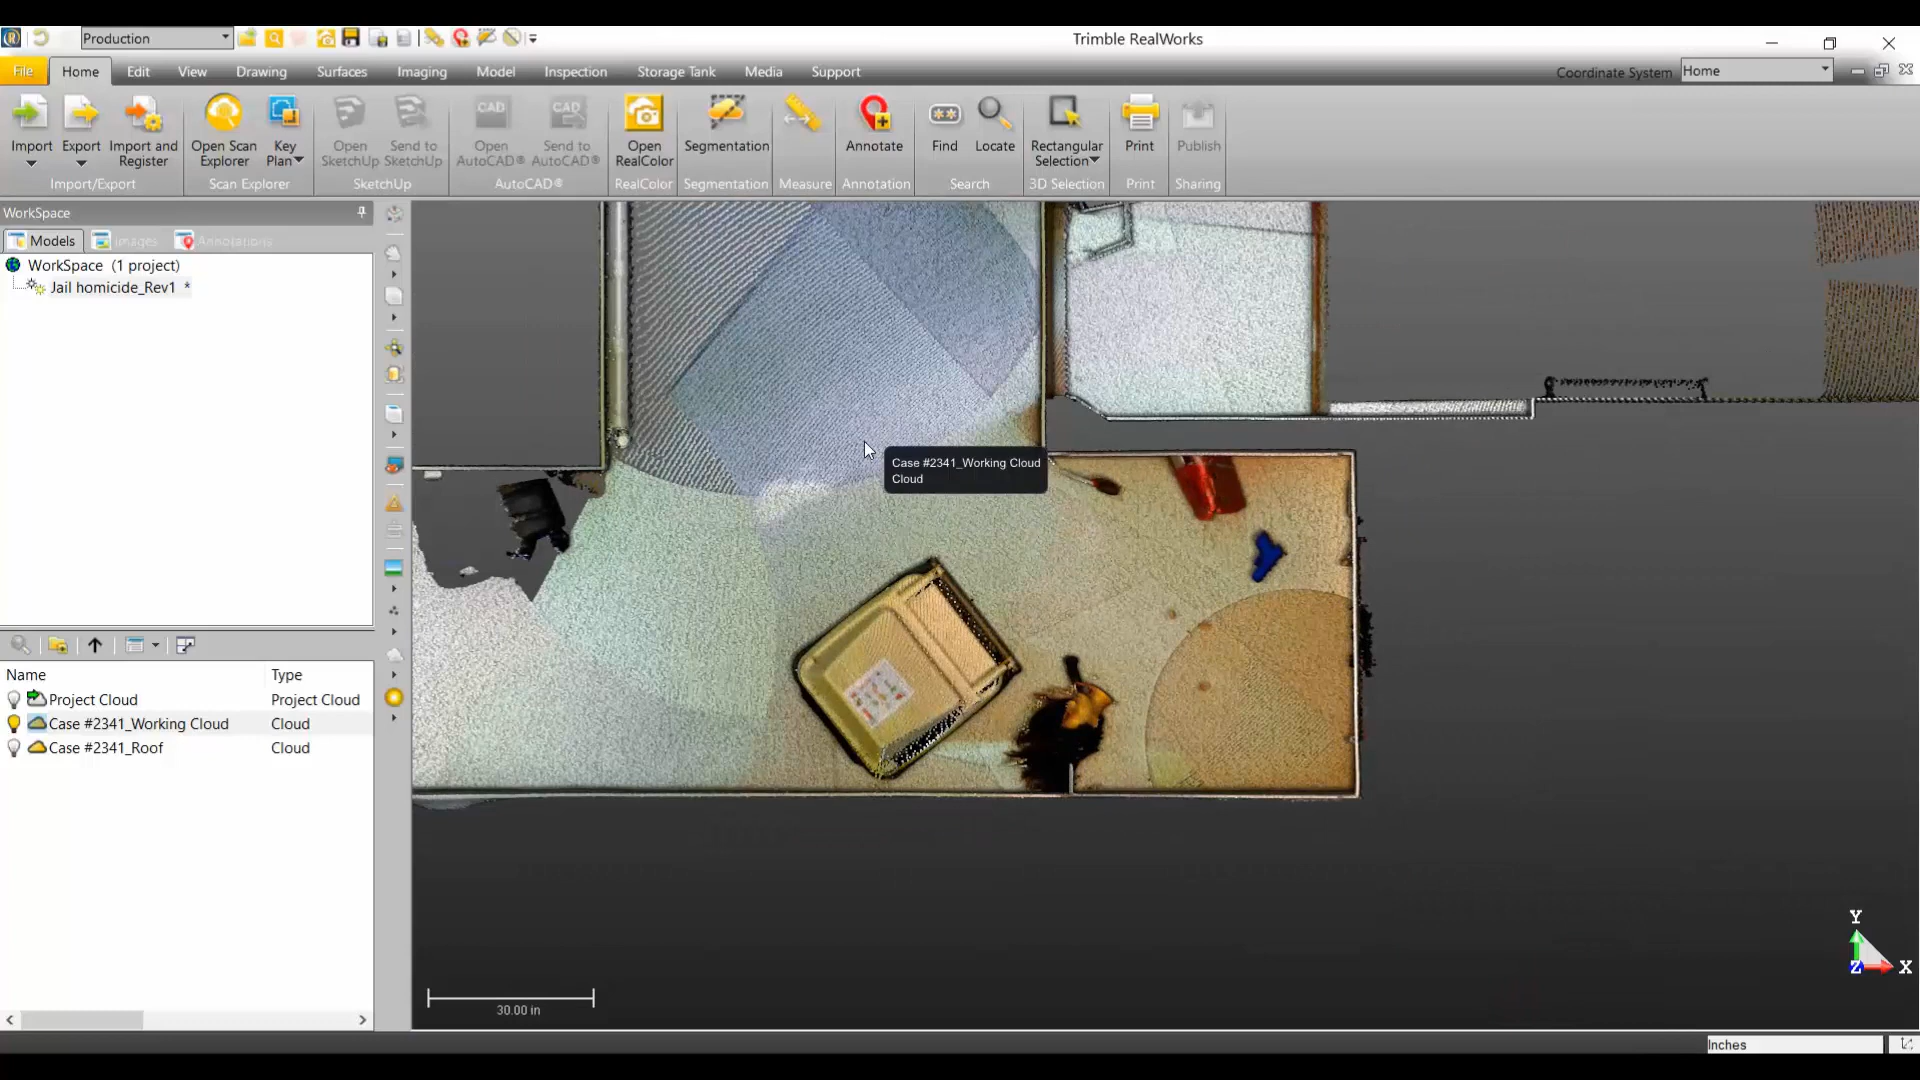 Production
Trimble RealWorks
File
Home
Edit
View
Drawing
Surfaces
Imaging
Model
Inspection
Storage Tank
Media
Support
Coordinate System
Home
Import
Export
Import and Register
Open Scan Explorer
Key Plan
Open SketchUp
Send to SketchUp
CAD
Open AutoCAD®
CAD
Send to AutoCAD®
Open RealColor
Segmentation
Annotate
Find
Locate
Rectangular Selection
Print
Publish
Import/Export
Scan Explorer
SketchUp
AutoCAD®
RealColor
Segmentation
Measure
Annotation
Search
3D Selection
Print
Sharing
WorkSpace
Models
Images
Annotations
WorkSpace (1 project)
Jail homicide_Rev1 *
Case #2341_Working Cloud
Cloud
Name
Type
Project Cloud
Project Cloud
Case #2341_Working Cloud
Cloud
Case #2341_Roof
Cloud
30.00 in
Y
Z
X
Inches